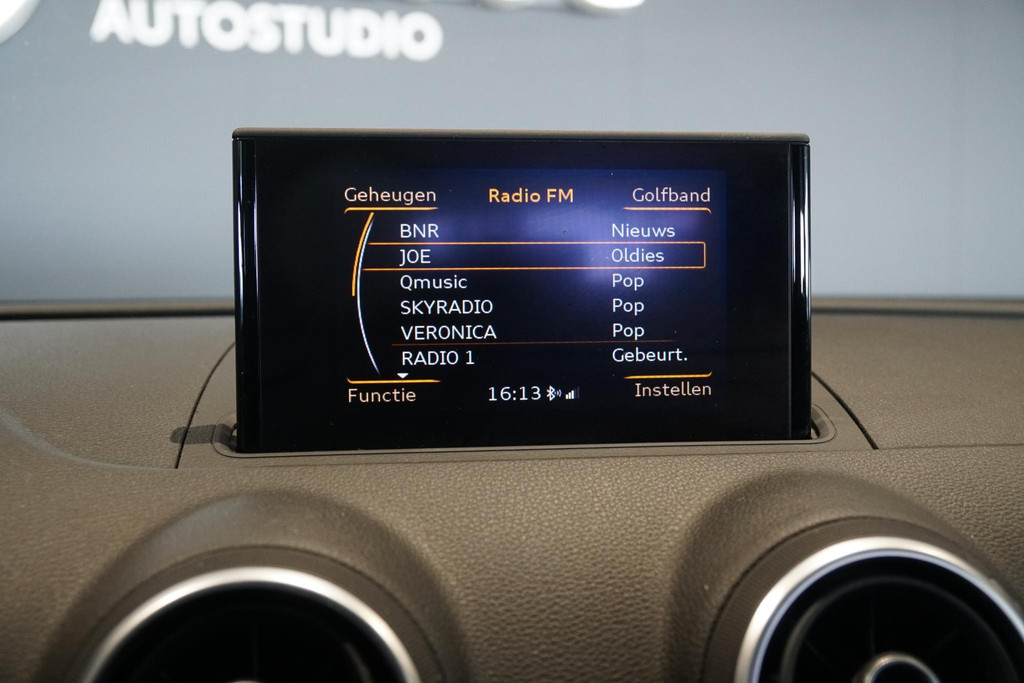 AUTOSTUDIO
Geheugen Radio FM Golfband
BNR Nieuws
JOE Oldies
Qmusic Pop
SKYRADIO Pop
VERONICA Pop
RADIO 1 Gebeurt.
Functie 16:13 Instellen